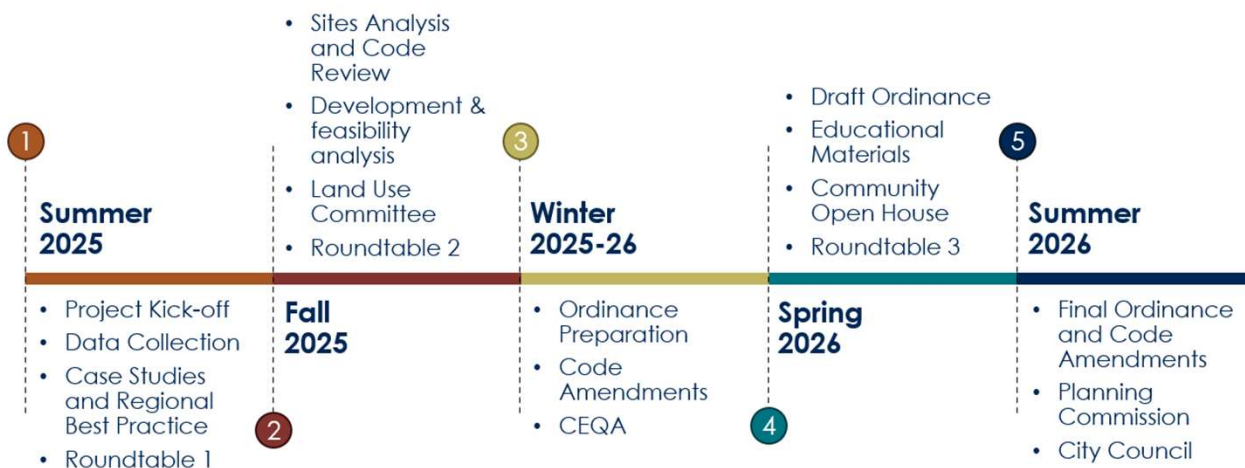 1
Summer
2025
• Project Kick-off
• Data Collection
• Case Studies
and Regional
Best Practice
• Roundtable 1
• Sites Analysis
and Code
Review
• Development &
feasibility
analysis
• Land Use
Committee
• Roundtable 2
Fall
2025
2
3
Winter
2025-26
• Ordinance
Preparation
• Code
Amendments
• CEQA
• Draft Ordinance
• Educational
Materials
• Community
Open House
• Roundtable 3
Spring
2026
4
5
Summer
2026
• Final Ordinance
and Code
Amendments
• Planning
Commission
• City Council